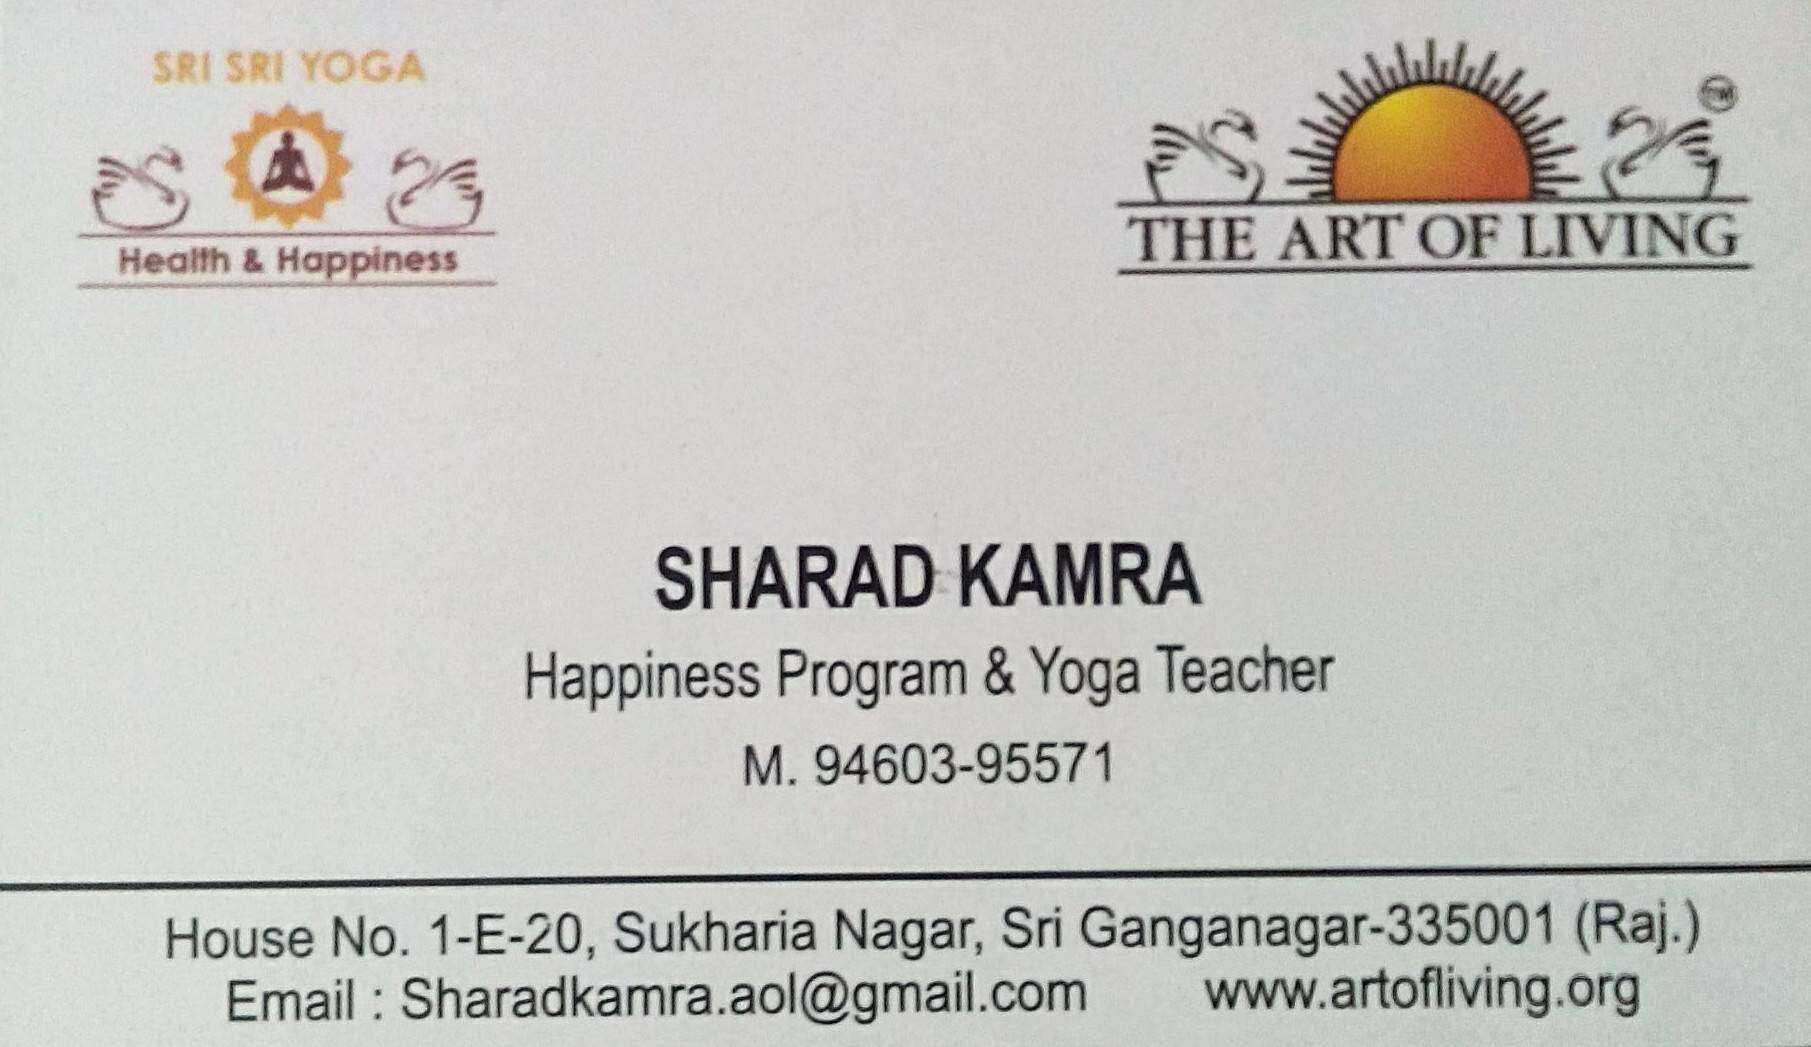 SRI SRI YOGA
Health & Happiness
TM
THE ART OF LIVING
SHARAD KAMRA
Happiness Program & Yoga Teacher
M. 94603-95571
House No. 1-E-20, Sukharia Nagar, Sri Ganganagar-335001 (Raj.)
Email : Sharadkamra.aol@gmail.com www.artofliving.org